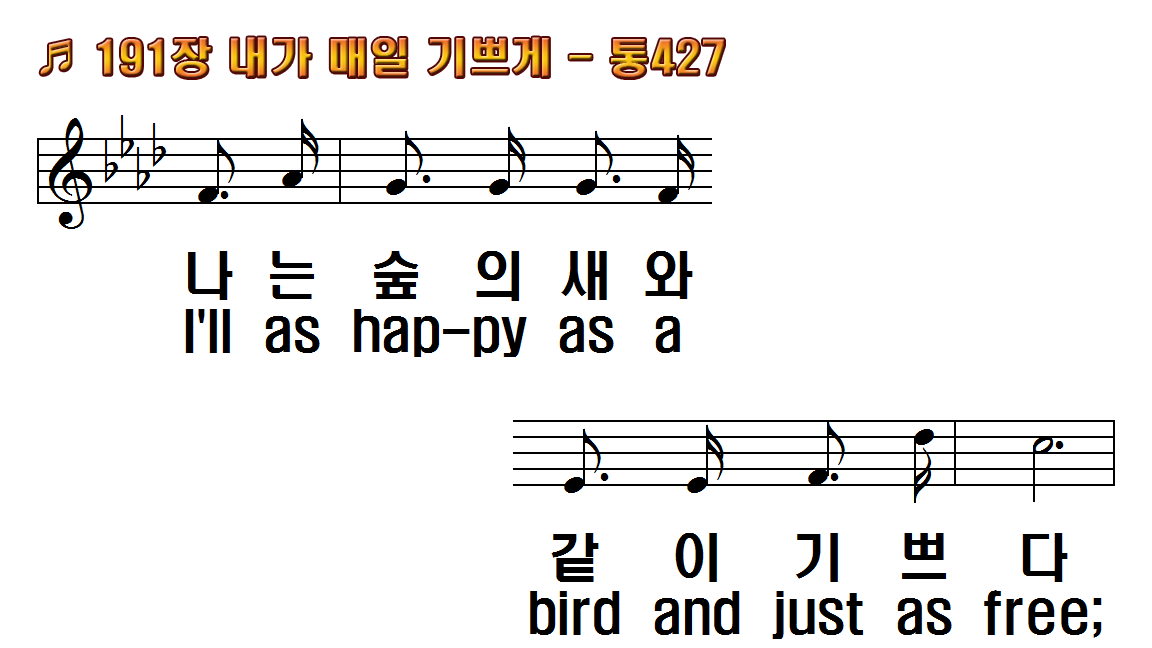 ♬ 191장 내가 매일 기쁘게 - 통427
나 는 숲 의 새 와
I'll as hap-py as a
같 이 기 쁘 다
bird and just as free;